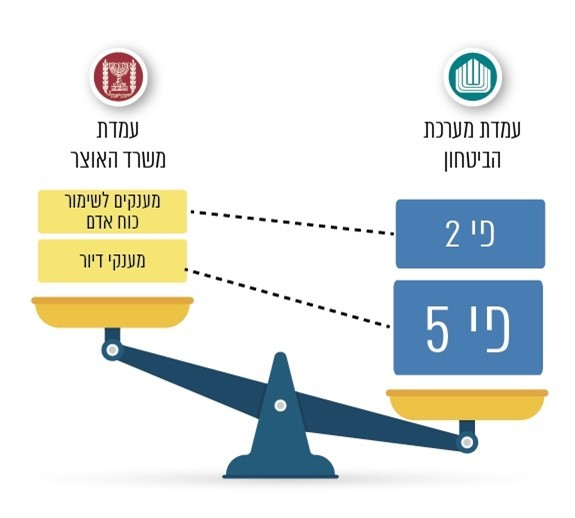 עמדת
משרד האוצר
עמדת מערכת
הביטחון
מענקים לשימור
כוח אדם
פי 2
מענקי דיור
פי 5